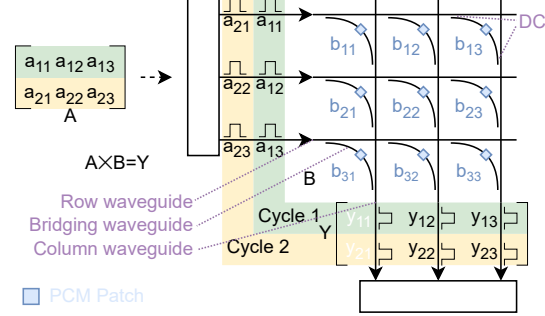 a21 a11
DC
b11 b12 b13
a11 a12 a13
a21 a22 a23
A
a22 a12
b21 b22 b23
a23 a13
A×B=Y
b31 b32 b33
B
Row waveguide
Bridging waveguide
Column waveguide
Cycle 1
y11 y12 y13
Y
Cycle 2
y21 y22 y23
PCM Patch